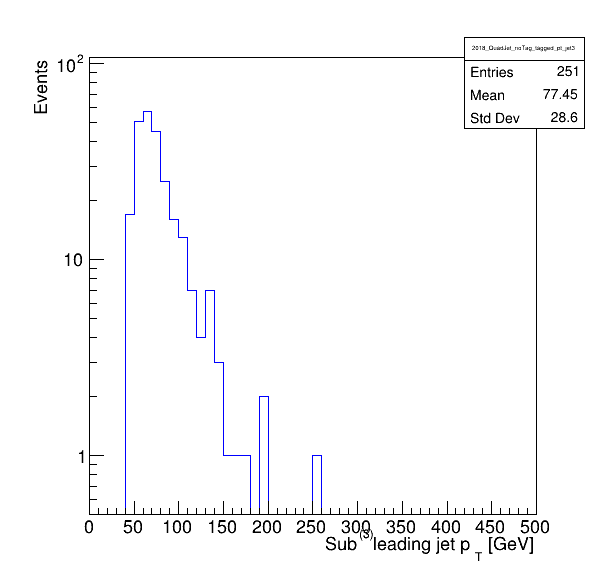 2018_QuadJet_noTag_tagged_pt_jet3
Entries 251
Mean 77.45
Std Dev 28.6
Events
10²
10
1
0 50 100 150 200 250 300 350 400 450 500
Sub⁽³⁾leading jet p_T [GeV]